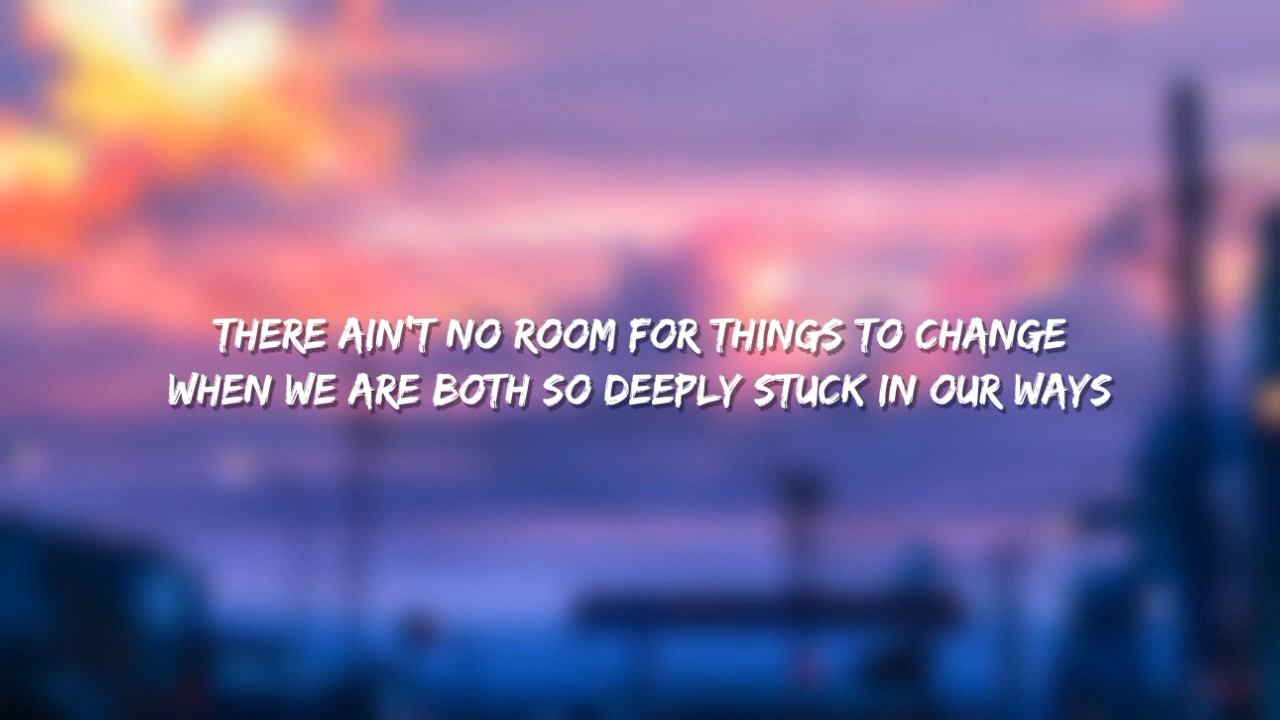 THERE AIN'T NO ROOM FOR THINGS TO CHANGE
WHEN WE ARE BOTH SO DEEPLY STUCK IN OUR WAYS